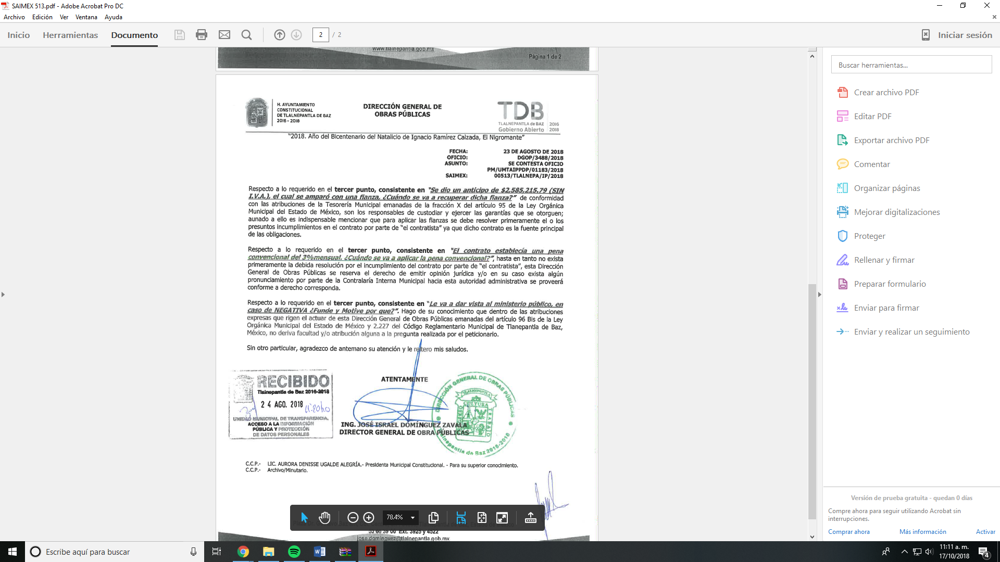 SAIMEX 513.pdf - Adobe Acrobat Pro DC
Archivo Edición Ver Ventana Ayuda
Inicio Herramientas Documento 2 / 2 Iniciar sesión
www.tlalnepantla.gob.mx
Página 1 de 2
H. AYUNTAMIENTO
CONSTITUCIONAL
DE TLALNEPANTLA DE BAZ
2016 - 2018
DIRECCIÓN GENERAL DE
OBRAS PÚBLICAS
TDB
TLALNEPANTLA de BAZ 2016
Gobierno Abierto 2018
"2018. Año del Bicentenario del Natalicio de Ignacio Ramírez Calzada, El Nigromante"
FECHA: 23 DE AGOSTO DE 2018
OFICIO: DGOP/3488/2018
ASUNTO: SE CONTESTA OFICIO
PM/UMTAIPPDP/01183/2018
SAIMEX: 00513/TLALNEPA/IP/2018
Respecto a lo requerido en el tercer punto, consistente en "Se dio un anticipo de $2,585,215.79 (SIN
I.V.A.), el cual se amparó con una fianza, ¿Cuándo se va a recuperar dicha fianza?" de conformidad
con las atribuciones de la Tesorería Municipal emanadas de la fracción X del artículo 95 de la Ley Orgánica
Municipal del Estado de México, son los responsables de custodiar y ejercer las garantías que se otorguen;
aunado a ello es indispensable mencionar que para aplicar las fianzas se debe resolver primeramente el o los
presuntos incumplimientos en el contrato por parte de "el contratista" ya que dicho contrato es la fuente principal
de las obligaciones.
Respecto a lo requerido en el tercer punto, consistente en "El contrato establecía una pena
convencional del 3%mensual. ¿Cuándo se va a aplicar la pena convencional?", hasta en tanto no exista
primeramente la debida resolución por el incumplimiento del contrato por parte de "el contratista", esta Dirección
General de Obras Públicas se reserva el derecho de emitir opinión jurídica y/o en su caso exista algún
pronunciamiento por parte de la Contralaría Interna Municipal hacia esta autoridad administrativa se proveerá
conforme a derecho corresponda.
Respecto a lo requerido en el tercer punto, consistente en "Le va a dar vista al ministerio público, en
caso de NEGATIVA ¿Funde y Motive por que?". Hago de su conocimiento que dentro de las atribuciones
expresas que rigen el actuar de esta Dirección General de Obras Públicas emanadas del artículo 96 Bis de la Ley
Orgánica Municipal del Estado de México y 2.227 del Código Reglamentario Municipal de Tlanepantla de Baz,
México, no deriva facultad y/o atribución alguna a la pregunta realizada por el peticionario.
Sin otro particular, agradezco de antemano su atención y le reitero mis saludos.
RECIBIDO
Tlalnepantla de Baz 2016-2018
24 AGO. 2018
11:20
UNIDAD MUNICIPAL DE TRANSPARENCIA,
ACCESO A LA INFORMACIÓN
PÚBLICA Y PROTECCIÓN
DE DATOS PERSONALES
ATENTAMENTE
ING. JOSÉ ISRAEL DOMÍNGUEZ ZAVALA
DIRECTOR GENERAL DE OBRA PÚBLICAS
DIRECCIÓN GENERAL DE OBRAS PÚBLICAS
TLALNEPANTLA
CULTURA
PROGRESO
TRABAJO
Tlalnepantla de Baz 2016-2018
C.C.P.- LIC. AURORA DENISSE UGALDE ALEGRÍA.- Presidenta Municipal Constitucional. - Para su superior conocimiento.
C.C.P.- Archivo/Minutario.
78.4%
Ext. 3925 y 4522
jose.dominguez@tlalnepantla.gob.mx
Buscar herramientas...
Crear archivo PDF
Editar PDF
Exportar archivo PDF
Comentar
Organizar páginas
Mejorar digitalizaciones
Proteger
Rellenar y firmar
Preparar formulario
Enviar para firmar
Enviar y realizar un seguimiento
Versión de prueba gratuita - quedan 0 días
Compre ahora para seguir utilizando Acrobat sin
interrupciones.
Comprar ahora Más información Activar
Escribe aquí para buscar
11:11 a. m.
17/10/2018
4